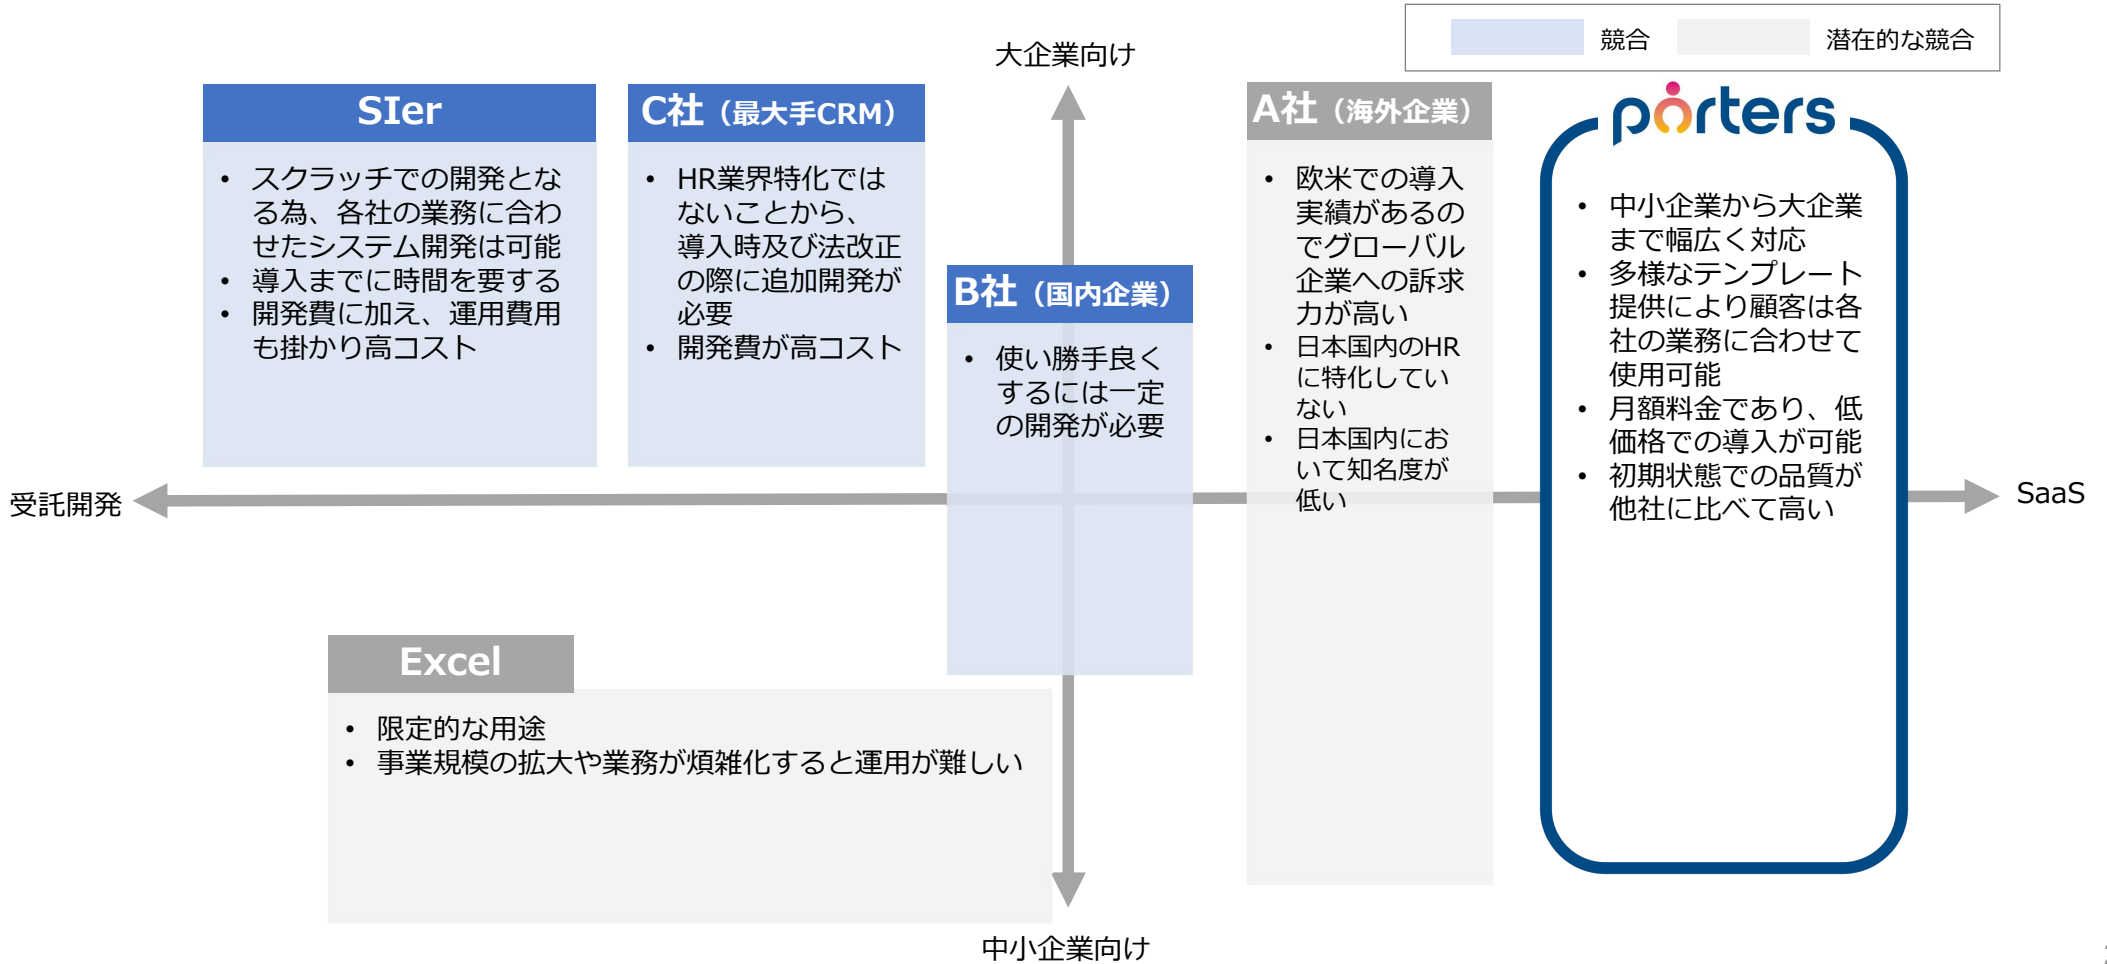 競合
潜在的な競合
大企業向け
SIer
• スクラッチでの開発とな
る為、各社の業務に合わ
せたシステム開発は可能
• 導入までに時間を要する
• 開発費に加え、運用費用
も掛かり高コスト
C社（最大手CRM）
• HR業界特化では
ないことから、
導入時及び法改正
の際に追加開発が
必要
• 開発費が高コスト
B社（国内企業）
• 使い勝手良く
するには一定
の開発が必要
A社（海外企業）
• 欧米での導入
実績があるの
でグローバル
企業への訴求
力が高い
• 日本国内のHR
に特化してい
ない
• 日本国内にお
いて知名度が
低い
porters
• 中小企業から大企業
まで幅広く対応
• 多様なテンプレート
提供により顧客は各
社の業務に合わせて
使用可能
• 月額料金であり、低
価格での導入が可能
• 初期状態での品質が
他社に比べて高い
受託開発
SaaS
Excel
• 限定的な用途
• 事業規模の拡大や業務が煩雑化すると運用が難しい
中小企業向け